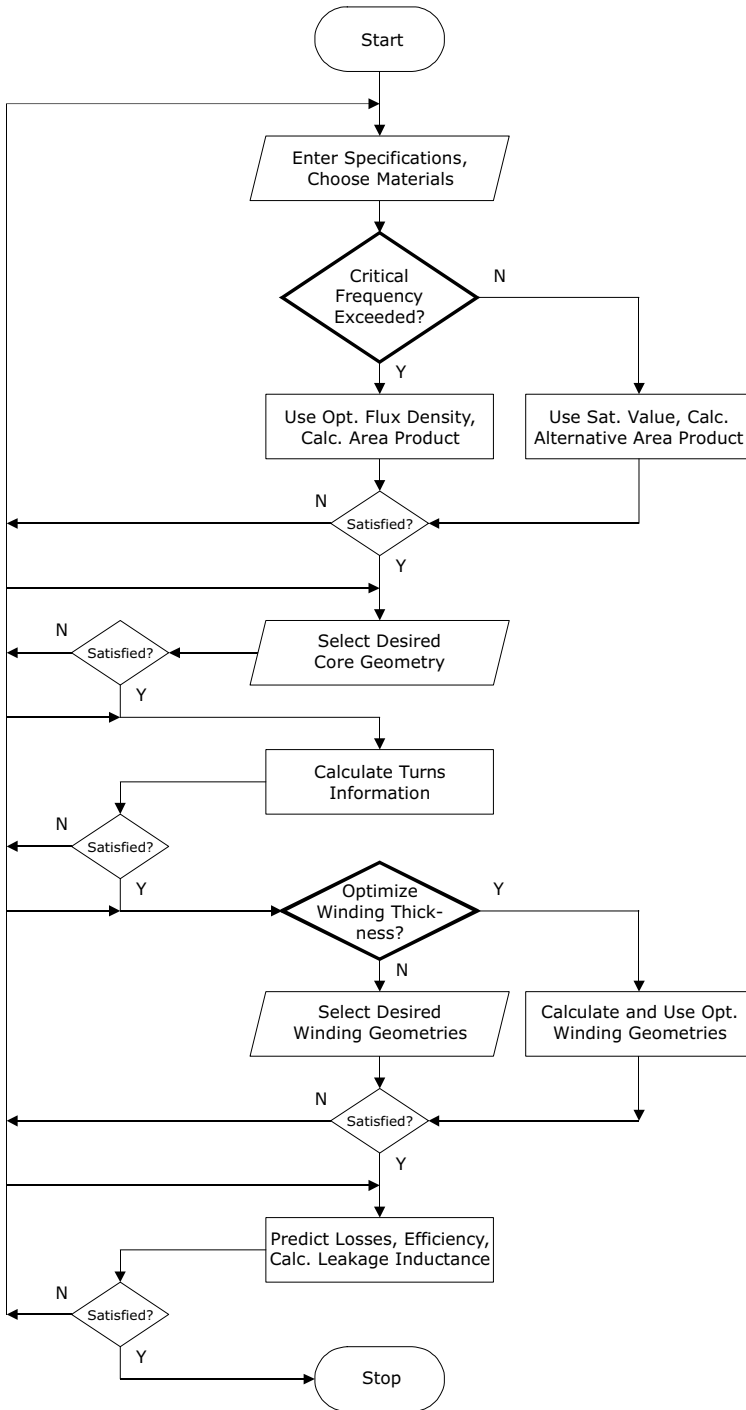 Start
Enter Specifications,
Choose Materials
Critical
Frequency
Exceeded?
N
Y
Use Opt. Flux Density,
Calc. Area Product
Use Sat. Value, Calc.
Alternative Area Product
N
Satisfied?
Y
Select Desired
Core Geometry
N
Satisfied?
Y
Calculate Turns
Information
N
Satisfied?
Y
Optimize
Winding Thick-
ness?
Y
N
Select Desired
Winding Geometries
Calculate and Use Opt.
Winding Geometries
N
Satisfied?
Y
Predict Losses, Efficiency,
Calc. Leakage Inductance
N
Satisfied?
Y
Stop